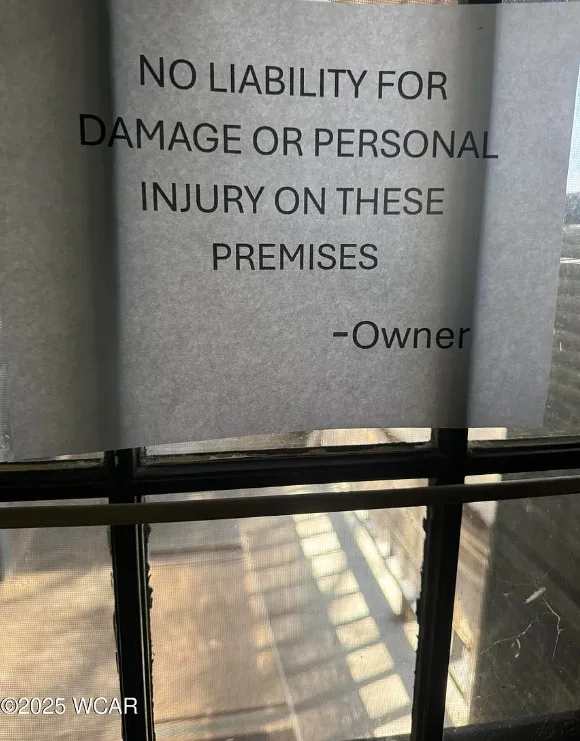 NO LIABILITY FOR
DAMAGE OR PERSONAL
INJURY ON THESE
PREMISES
-Owner
©2025 WCAR